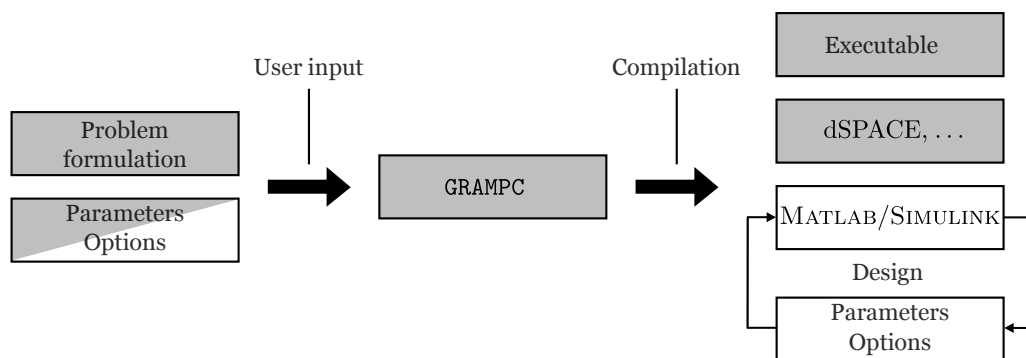 User input
Problem
formulation
Parameters
Options
GRAMPC
Compilation
Executable
dSPACE, . . .
MATLAB/SIMULINK
Design
Parameters
Options